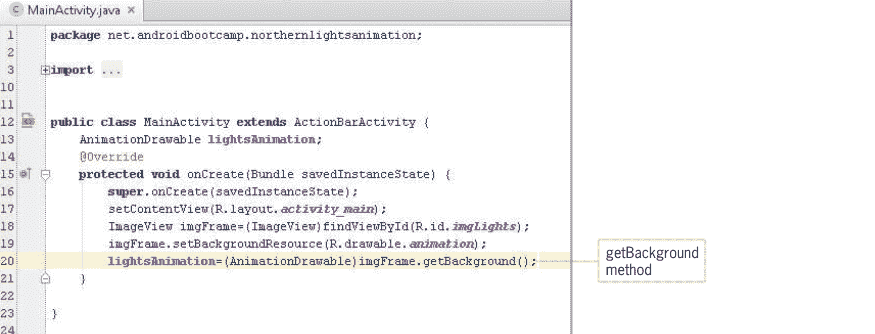 MainActivity.java ×
1 package net.androidbootcamp.northernlightsanimation;
2
3 import ...
10
11
12 public class MainActivity extends ActionBarActivity {
13 AnimationDrawable lightsAnimation;
14 @Override
15 protected void onCreate(Bundle savedInstanceState) {
16 super.onCreate(savedInstanceState);
17 setContentView(R.layout.activity_main);
18 ImageView imgFrame=(ImageView)findViewById(R.id.imgLights);
19 imgFrame.setBackgroundResource(R.drawable.animation);
20 lightsAnimation=(AnimationDrawable)imgFrame.getBackground();
21 }
22
23 }
24
getBackground
method